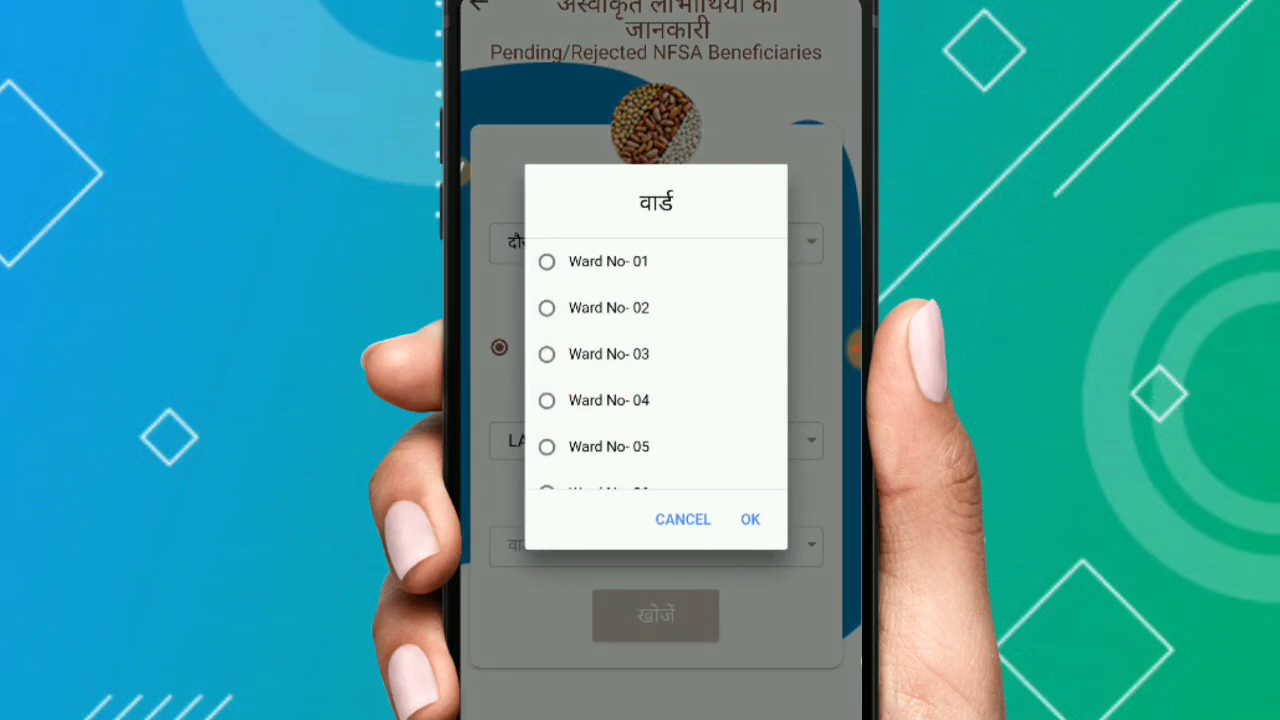 अस्वीकृत लाभार्थियों की
जानकारी
Pending/Rejected NFSA Beneficiaries
वार्ड
दौ
Ward No- 01
Ward No- 02
Ward No- 03
Ward No- 04
LA
Ward No- 05
CANCEL OK
वा
खोजें